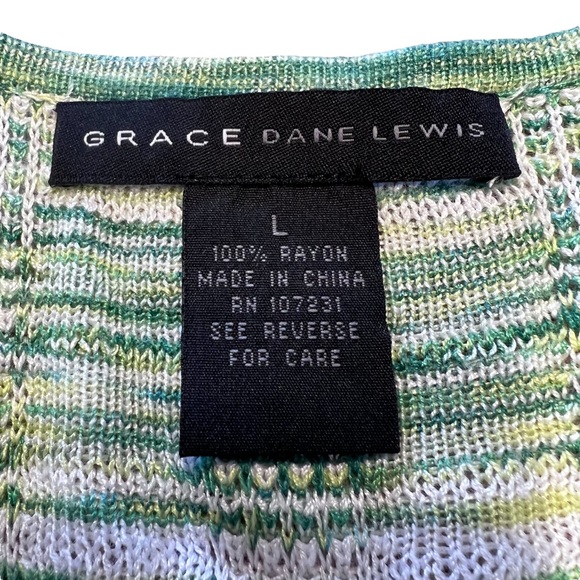 GRACE DANE LEWIS
L
100% RAYON
MADE IN CHINA
RN 107231
SEE REVERSE
FOR CARE